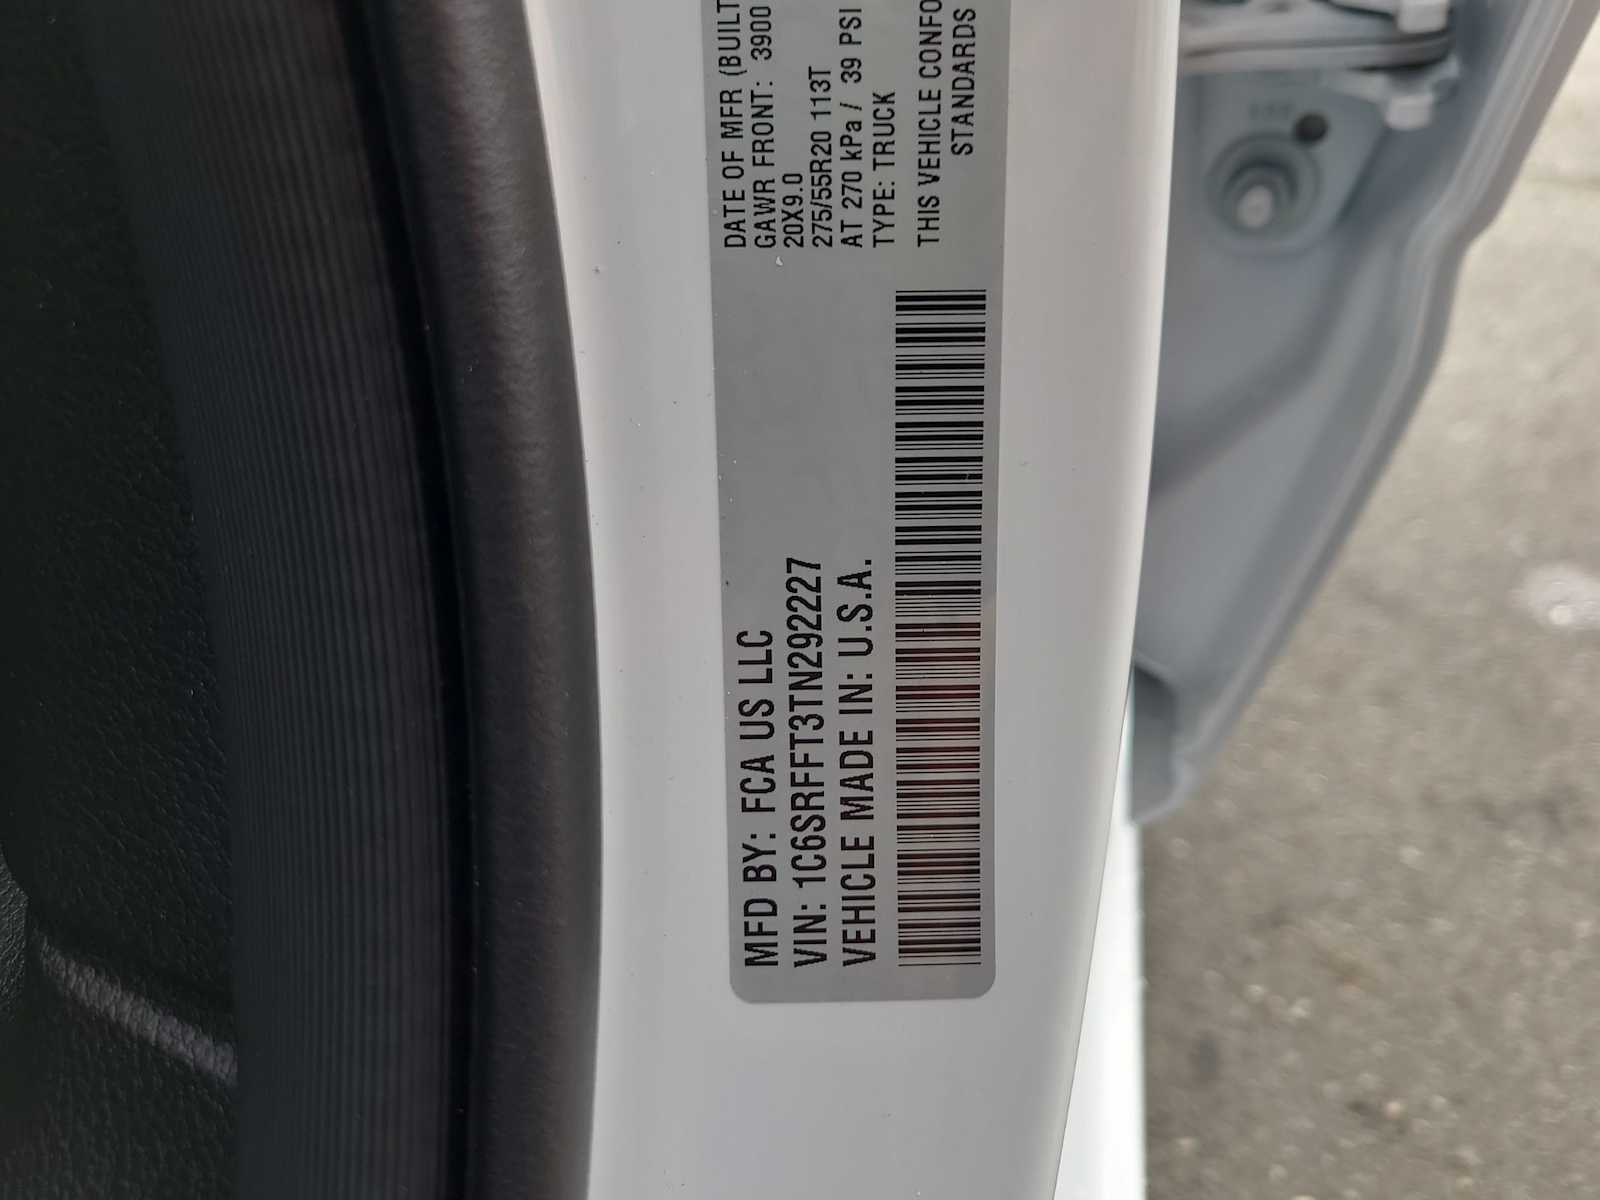 MFD BY: FCA US LLC
VIN: 1C6SRFFT3TN292227
VEHICLE MADE IN: U.S.A.
DATE OF MFR (BUILT
GAWR FRONT: 3900
20X9.0
275/55R20 113T
AT 270 kPa / 39 PSI
TYPE: TRUCK
THIS VEHICLE CONFO
STANDARDS